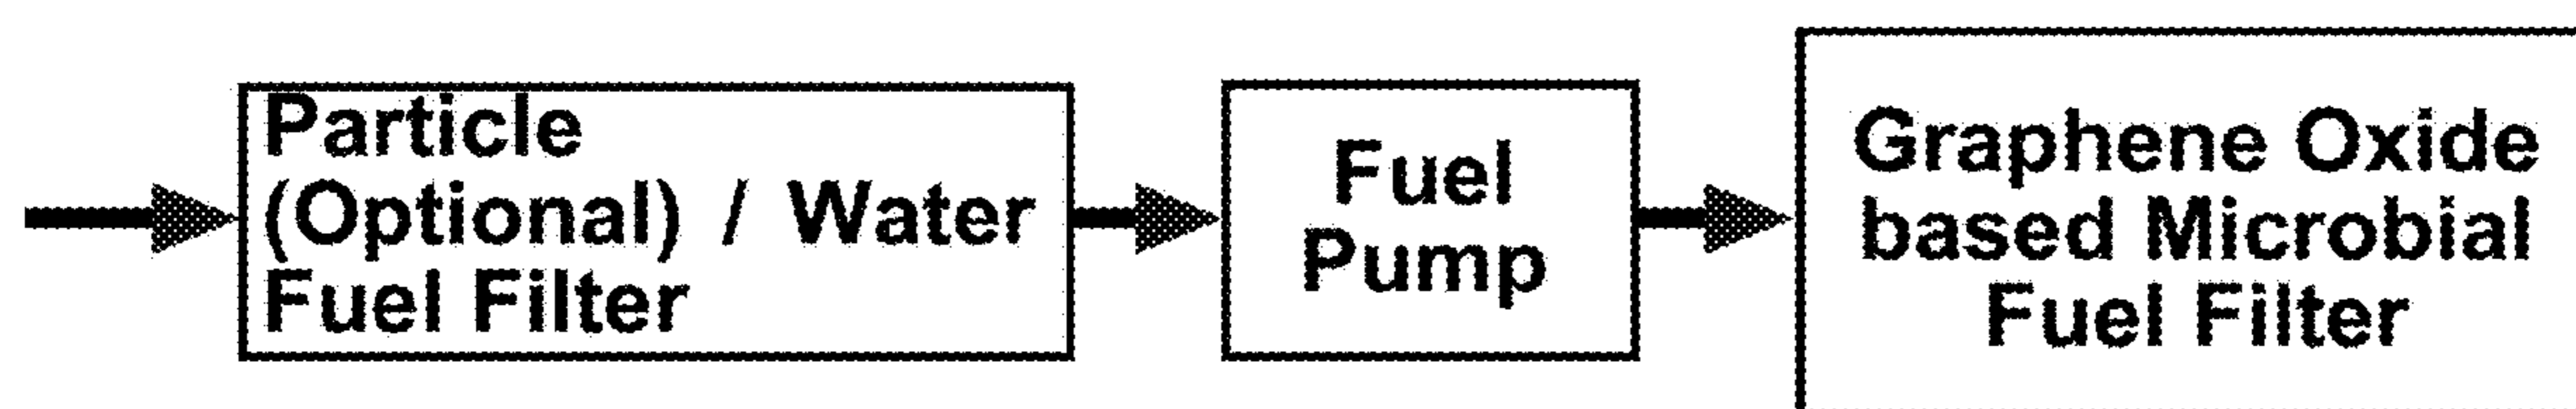 Particle
(Optional) / Water
Fuel Filter
Fuel
Pump
Graphene Oxide
based Microbial
Fuel Filter